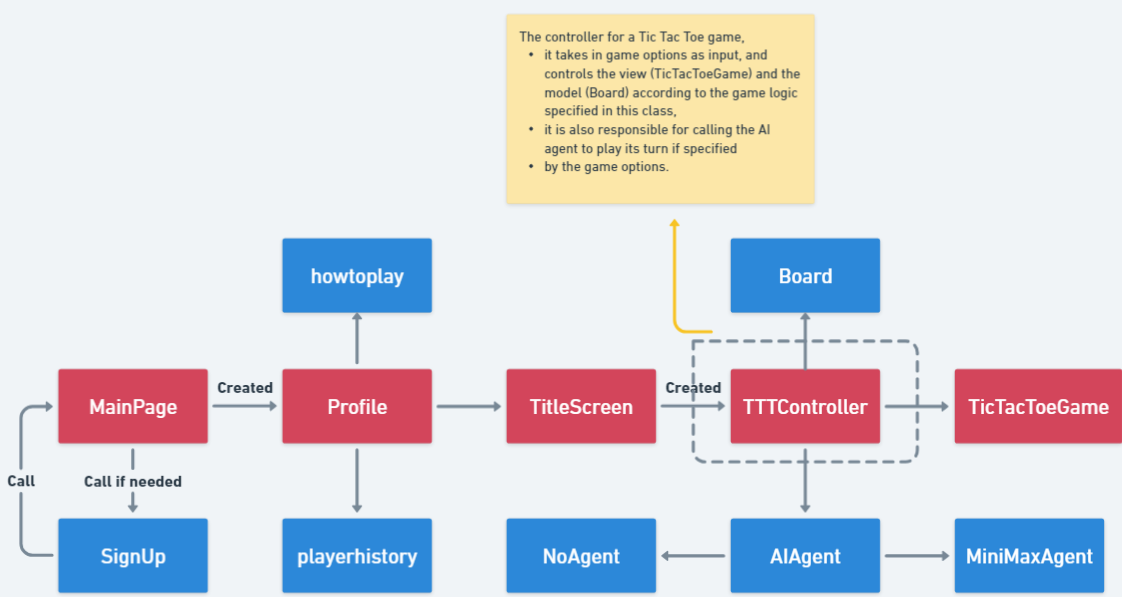 The controller for a Tic Tac Toe game,
• it takes in game options as input, and
controls the view (TicTacToeGame) and the
model (Board) according to the game logic
specified in this class,
• it is also responsible for calling the AI
agent to play its turn if specified
• by the game options.
howtoplay
Board
Created
Created
MainPage
Profile
TitleScreen
TTTController
TicTacToeGame
Call
Call if needed
SignUp
playerhistory
NoAgent
AIAgent
MiniMaxAgent